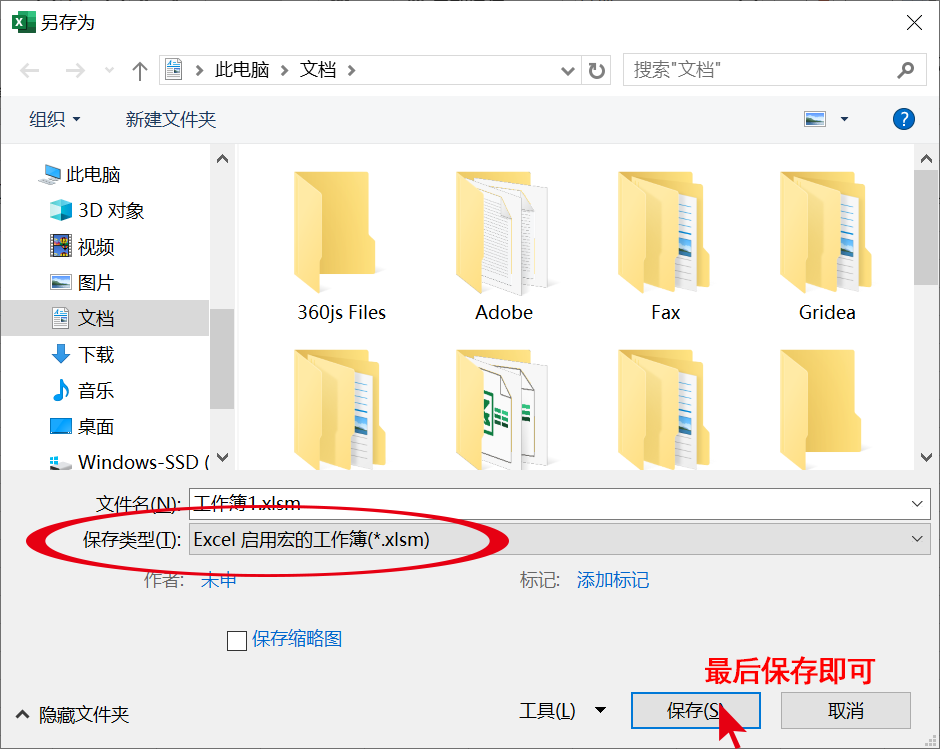 另存为
此电脑 > 文档 >
搜索"文档"
组织
新建文件夹
此电脑
3D 对象
视频
图片
文档
下载
音乐
桌面
Windows-SSD (
360js Files
Adobe
Fax
Gridea
文件名(N):
工作簿1.xlsm
保存类型(T):
Excel 启用宏的工作簿(*.xlsm)
作者:
未申
标记:
添加标记
保存缩略图
最后保存即可
隐藏文件夹
工具(L)
保存(S)
取消